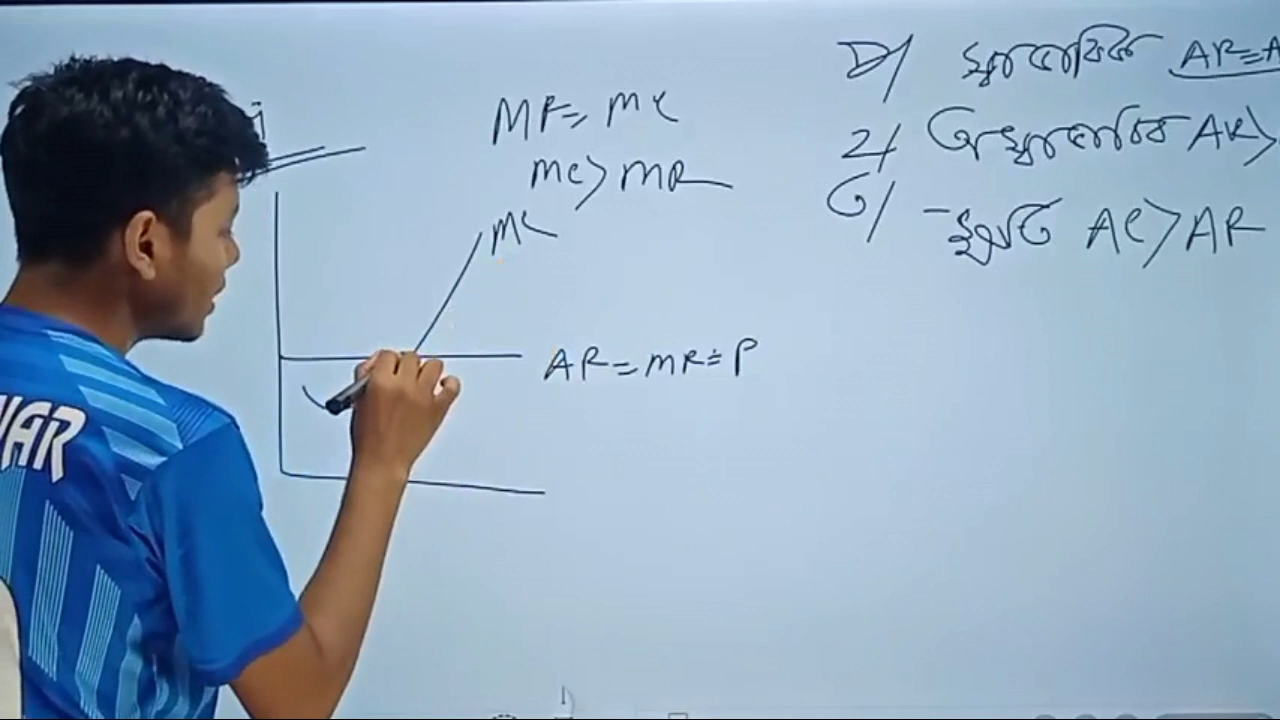 MR = MC
MC > MR
MC
AR = MR = P
১/ স্বাভাবিক AR = A
২/ অস্বাভাবিক AR >
৩/ ক্ষতি AC > AR